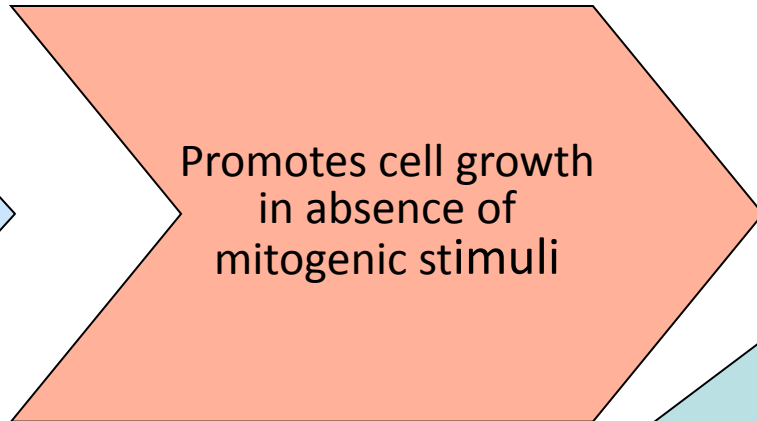 Promotes cell growth
in absence of
mitogenic stimuli